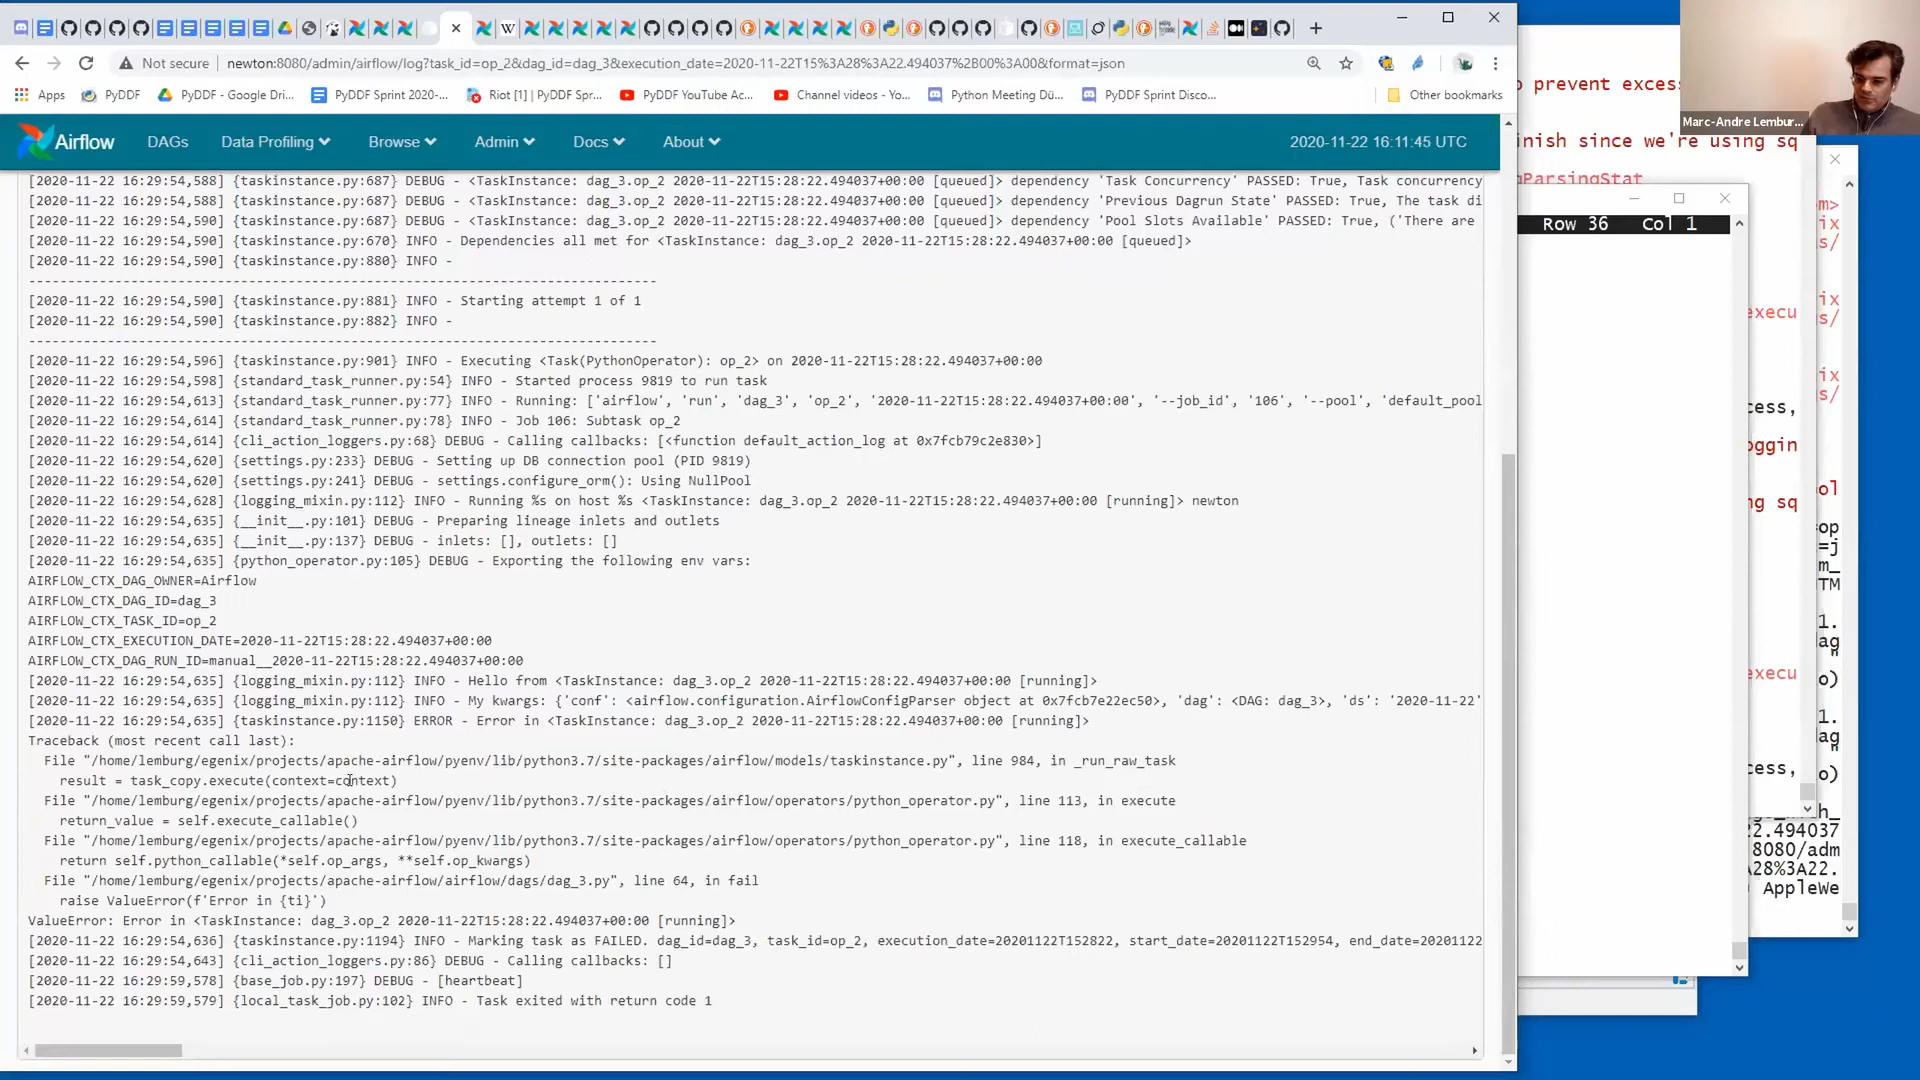 Not secure newton:8080/admin/airflow/log?task_id=op_2&dag_id=dag_3&execution_date=2020-11-22T15%3A28%3A22.494037%2B00%3A00&format=json
Apps PyDDF PyDDF - Google Dri... PyDDF Sprint 2020-... Riot [1] | PyDDF Spr... PyDDF YouTube Ac... Channel videos - Yo... Python Meeting Dü... PyDDF Sprint Disco... Other bookmarks
Airflow DAGs Data Profiling Browse Admin Docs About 2020-11-22 16:11:45 UTC
[2020-11-22 16:29:54,588] {taskinstance.py:687} DEBUG - <TaskInstance: dag_3.op_2 2020-11-22T15:28:22.494037+00:00 [queued]> dependency 'Task Concurrency' PASSED: True, Task concurrency
[2020-11-22 16:29:54,588] {taskinstance.py:687} DEBUG - <TaskInstance: dag_3.op_2 2020-11-22T15:28:22.494037+00:00 [queued]> dependency 'Previous Dagrun State' PASSED: True, The task di
[2020-11-22 16:29:54,590] {taskinstance.py:687} DEBUG - <TaskInstance: dag_3.op_2 2020-11-22T15:28:22.494037+00:00 [queued]> dependency 'Pool Slots Available' PASSED: True, ('There are
[2020-11-22 16:29:54,590] {taskinstance.py:670} INFO - Dependencies all met for <TaskInstance: dag_3.op_2 2020-11-22T15:28:22.494037+00:00 [queued]>
[2020-11-22 16:29:54,590] {taskinstance.py:880} INFO -
--------------------------------------------------------------------------------
[2020-11-22 16:29:54,590] {taskinstance.py:881} INFO - Starting attempt 1 of 1
[2020-11-22 16:29:54,590] {taskinstance.py:882} INFO -
--------------------------------------------------------------------------------
[2020-11-22 16:29:54,596] {taskinstance.py:901} INFO - Executing <Task(PythonOperator): op_2> on 2020-11-22T15:28:22.494037+00:00
[2020-11-22 16:29:54,598] {standard_task_runner.py:54} INFO - Started process 9819 to run task
[2020-11-22 16:29:54,613] {standard_task_runner.py:77} INFO - Running: ['airflow', 'run', 'dag_3', 'op_2', '2020-11-22T15:28:22.494037+00:00', '--job_id', '106', '--pool', 'default_pool
[2020-11-22 16:29:54,614] {standard_task_runner.py:78} INFO - Job 106: Subtask op_2
[2020-11-22 16:29:54,614] {cli_action_loggers.py:68} DEBUG - Calling callbacks: [<function default_action_log at 0x7fcb79c2e830>]
[2020-11-22 16:29:54,620] {settings.py:233} DEBUG - Setting up DB connection pool (PID 9819)
[2020-11-22 16:29:54,620] {settings.py:241} DEBUG - settings.configure_orm(): Using NullPool
[2020-11-22 16:29:54,628] {logging_mixin.py:112} INFO - Running %s on host %s <TaskInstance: dag_3.op_2 2020-11-22T15:28:22.494037+00:00 [running]> newton
[2020-11-22 16:29:54,635] {__init__.py:101} DEBUG - Preparing lineage inlets and outlets
[2020-11-22 16:29:54,635] {__init__.py:137} DEBUG - inlets: [], outlets: []
[2020-11-22 16:29:54,635] {python_operator.py:105} DEBUG - Exporting the following env vars:
AIRFLOW_CTX_DAG_OWNER=Airflow
AIRFLOW_CTX_DAG_ID=dag_3
AIRFLOW_CTX_TASK_ID=op_2
AIRFLOW_CTX_EXECUTION_DATE=2020-11-22T15:28:22.494037+00:00
AIRFLOW_CTX_DAG_RUN_ID=manual__2020-11-22T15:28:22.494037+00:00
[2020-11-22 16:29:54,635] {logging_mixin.py:112} INFO - Hello from <TaskInstance: dag_3.op_2 2020-11-22T15:28:22.494037+00:00 [running]>
[2020-11-22 16:29:54,635] {logging_mixin.py:112} INFO - My kwargs: {'conf': <airflow.configuration.AirflowConfigParser object at 0x7fcb7e22ec50>, 'dag': <DAG: dag_3>, 'ds': '2020-11-22'
[2020-11-22 16:29:54,635] {taskinstance.py:1150} ERROR - Error in <TaskInstance: dag_3.op_2 2020-11-22T15:28:22.494037+00:00 [running]>
Traceback (most recent call last):
File "/home/lemburg/egenix/projects/apache-airflow/pyenv/lib/python3.7/site-packages/airflow/models/taskinstance.py", line 984, in _run_raw_task
result = task_copy.execute(context=context)
File "/home/lemburg/egenix/projects/apache-airflow/pyenv/lib/python3.7/site-packages/airflow/operators/python_operator.py", line 113, in execute
return_value = self.execute_callable()
File "/home/lemburg/egenix/projects/apache-airflow/pyenv/lib/python3.7/site-packages/airflow/operators/python_operator.py", line 118, in execute_callable
return self.python_callable(*self.op_args, **self.op_kwargs)
File "/home/lemburg/egenix/projects/apache-airflow/airflow/dags/dag_3.py", line 64, in fail
raise ValueError(f'Error in {ti}')
ValueError: Error in <TaskInstance: dag_3.op_2 2020-11-22T15:28:22.494037+00:00 [running]>
[2020-11-22 16:29:54,636] {taskinstance.py:1194} INFO - Marking task as FAILED. dag_id=dag_3, task_id=op_2, execution_date=20201122T152822, start_date=20201122T152954, end_date=20201122
[2020-11-22 16:29:54,643] {cli_action_loggers.py:86} DEBUG - Calling callbacks: []
[2020-11-22 16:29:59,578] {base_job.py:197} DEBUG - [heartbeat]
[2020-11-22 16:29:59,579] {local_task_job.py:102} INFO - Task exited with return code 1
prevent excess
Marc-Andre Lembur...
nish since we're using sq
ParsingStat
Row 36 Col 1
execu
cess,
oggin
ng sq
execu
cess,
22.494037
8080/adm
A28%3A22.
AppleWe